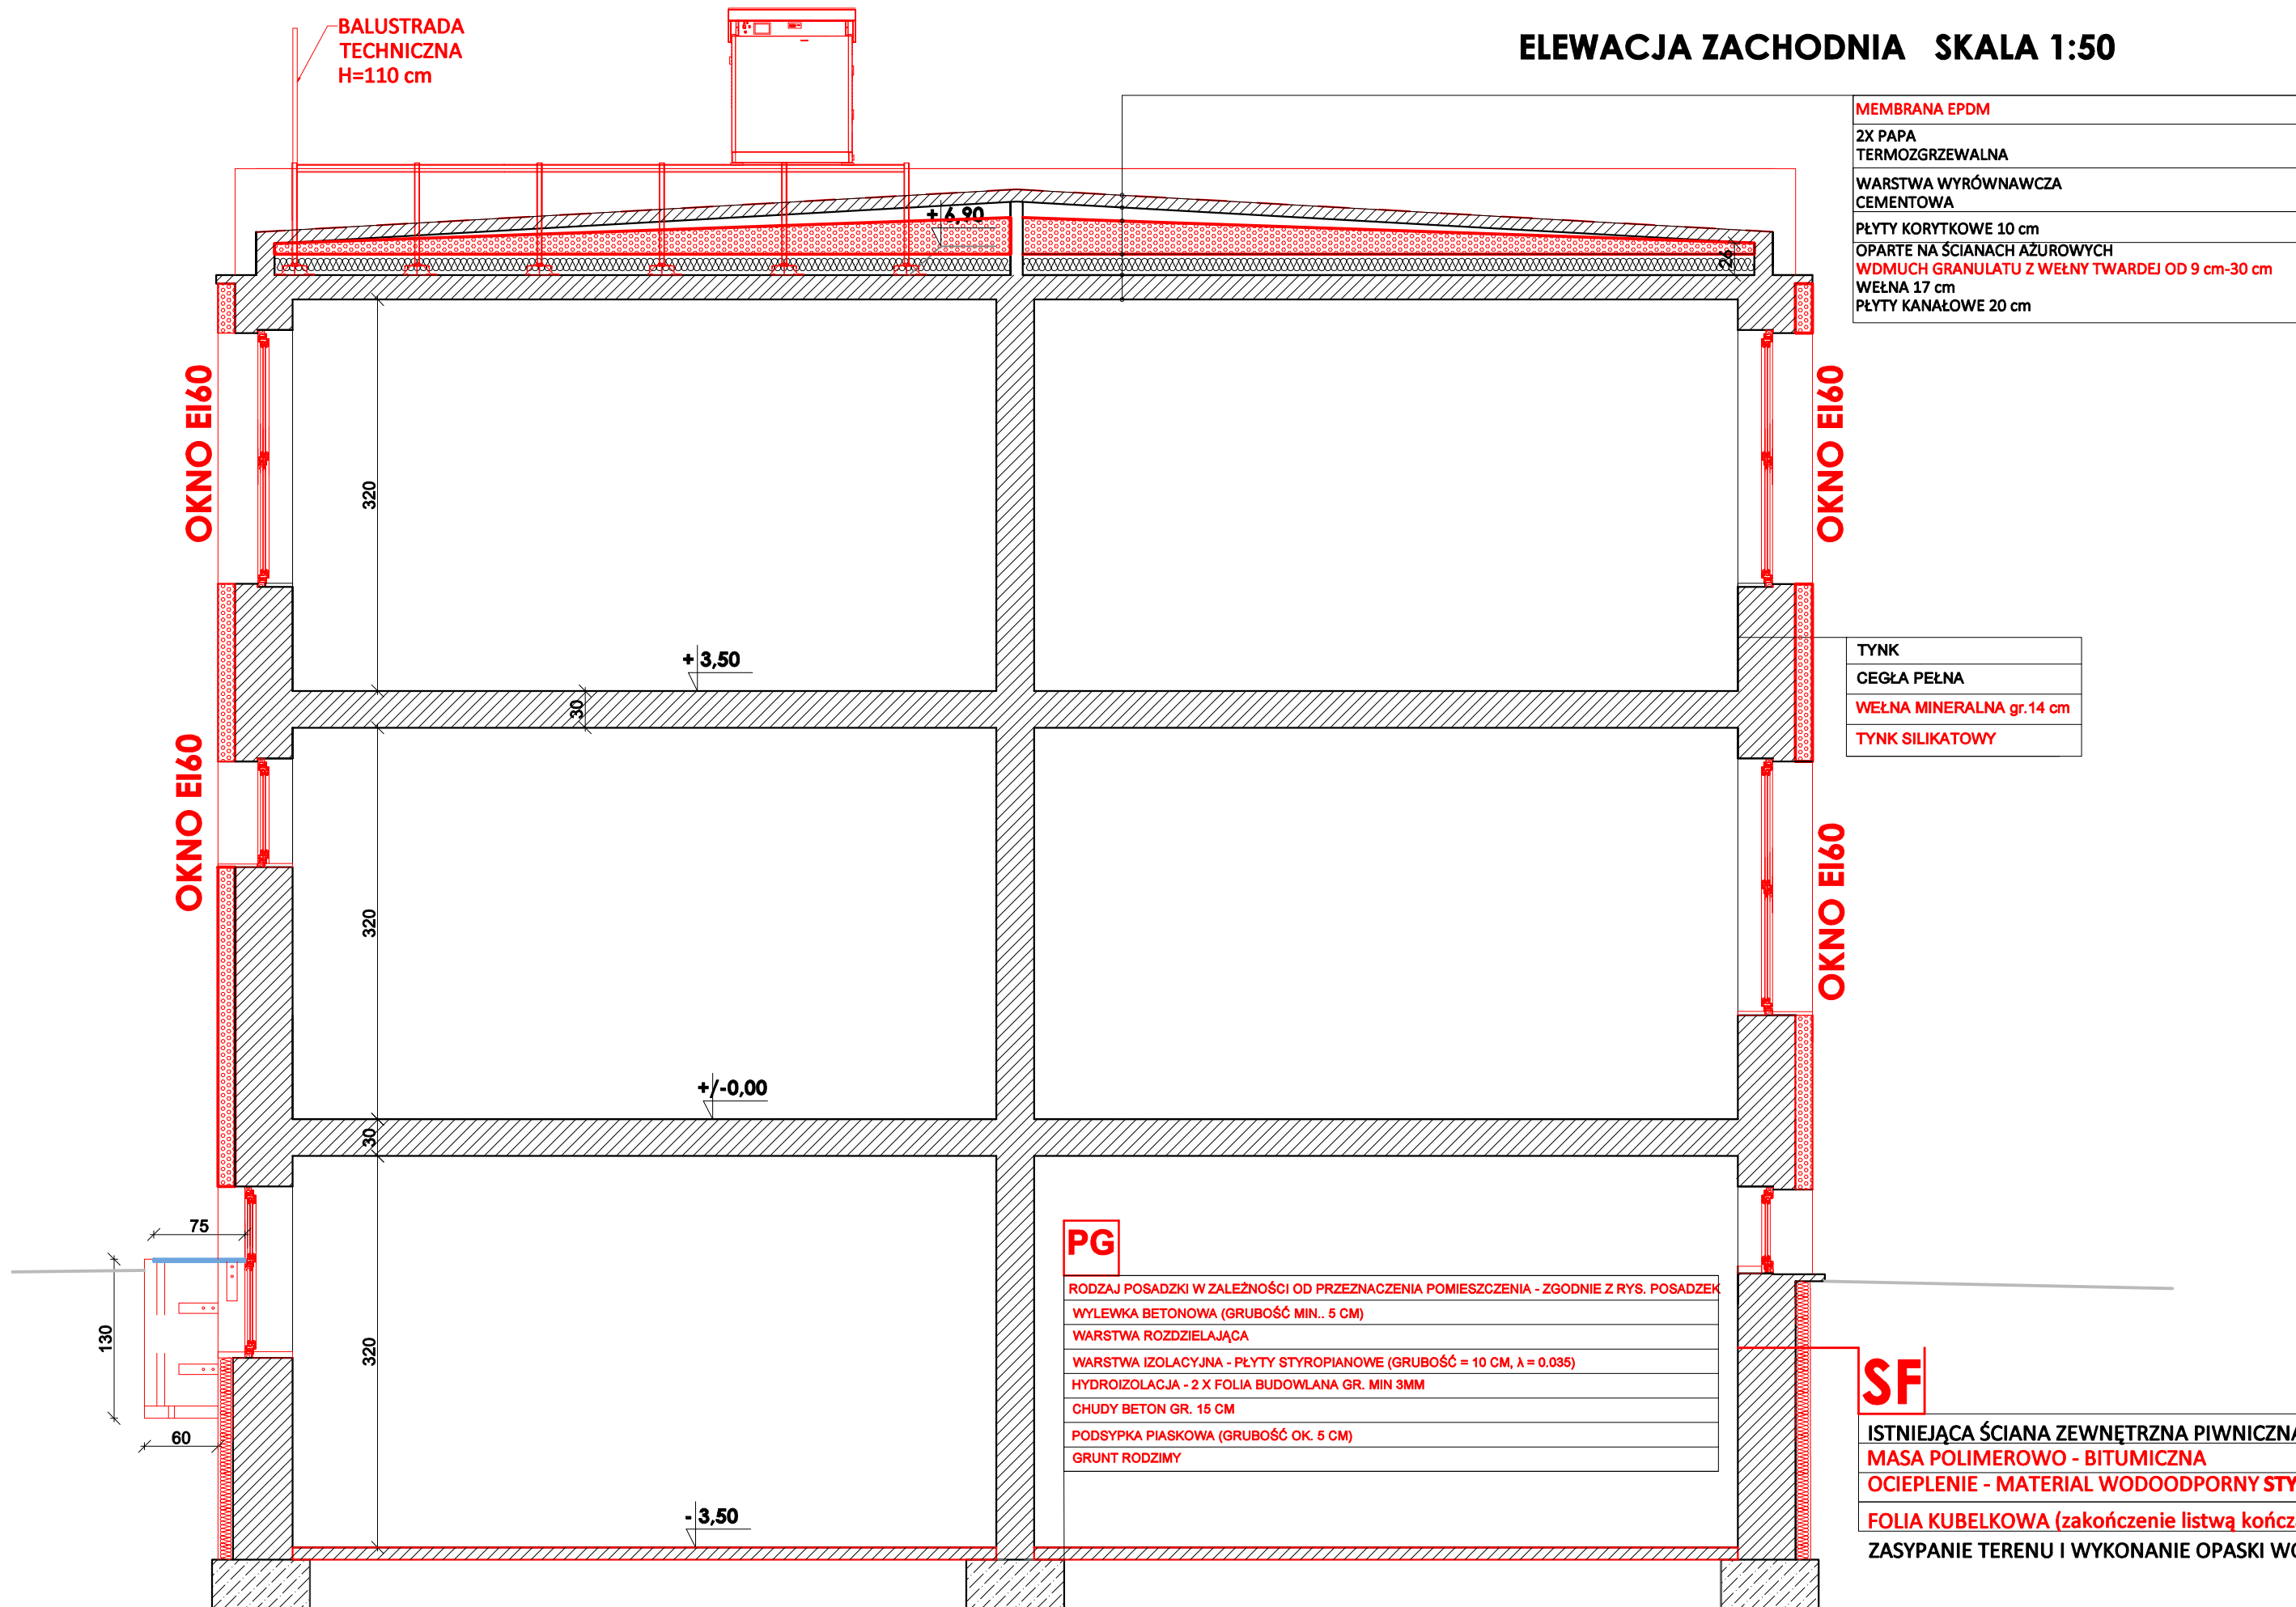 BALUSTRADA
TECHNICZNA
H=110 cm
ELEWACJA ZACHODNIA SKALA 1:50
MEMBRANA EPDM
2X PAPA
TERMOZGRZEWALNA
WARSTWA WYRÓWNAWCZA
CEMENTOWA
PŁYTY KORYTKOWE 10 cm
OPARTE NA ŚCIANACH AŻUROWYCH
WDMUCH GRANULATU Z WEŁNY TWARDEJ OD 9 cm-30 cm
WEŁNA 17 cm
PŁYTY KANAŁOWE 20 cm
+ 6,90
26
OKNO EI60
320
OKNO EI60
+ 3,50
30
TYNK
CEGŁA PEŁNA
WEŁNA MINERALNA gr.14 cm
TYNK SILIKATOWY
OKNO EI60
320
OKNO EI60
+/-0,00
30
75
130
60
320
PG
RODZAJ POSADZKI W ZALEŻNOŚCI OD PRZEZNACZENIA POMIESZCZENIA - ZGODNIE Z RYS. POSADZEK
WYLEWKA BETONOWA (GRUBOŚĆ MIN.. 5 CM)
WARSTWA ROZDZIELAJĄCA
WARSTWA IZOLACYJNA - PŁYTY STYROPIANOWE (GRUBOŚĆ = 10 CM, λ = 0.035)
HYDROIZOLACJA - 2 X FOLIA BUDOWLANA GR. MIN 3MM
CHUDY BETON GR. 15 CM
PODSYPKA PIASKOWA (GRUBOŚĆ OK. 5 CM)
GRUNT RODZIMY
- 3,50
SF
ISTNIEJĄCA ŚCIANA ZEWNĘTRZNA PIWNICZNA
MASA POLIMEROWO - BITUMICZNA
OCIEPLENIE - MATERIAL WODOODPORNY STY
FOLIA KUBELKOWA (zakończenie listwą kończ
ZASYPANIE TERENU I WYKONANIE OPASKI WO